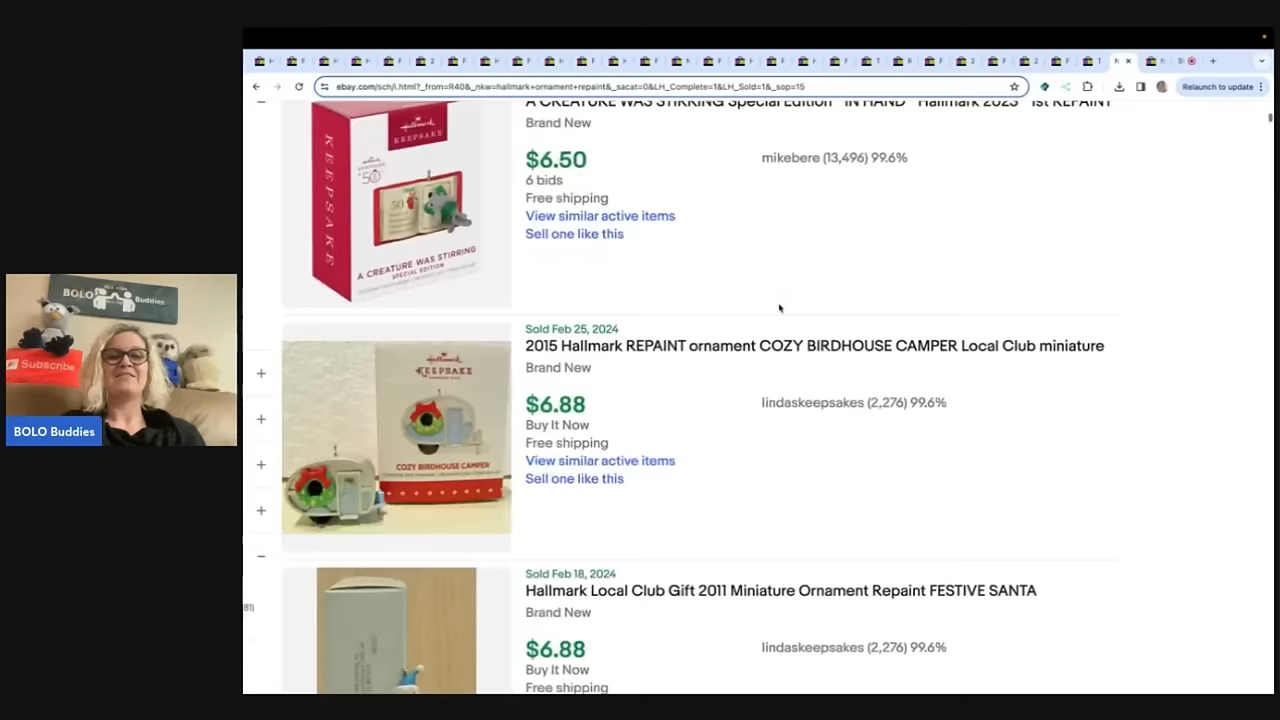 ebay.com/sch/i.html?_from=R40&_nkw=hallmark+ornament+repaint&_sacat=0&LH_Complete=1&LH_Sold=1&_sop=15
Relaunch to update
A CREATURE WAS STIRRING Special Edition IN HAND Hallmark 2023 1st REPAINT
Brand New
$6.50
mikebere (13,496) 99.6%
6 bids
Free shipping
View similar active items
Sell one like this
Hallmark
KEEPSAKE
KEEPSAKE
50
A CREATURE WAS STIRRING
SPECIAL EDITION
Sold Feb 25, 2024
2015 Hallmark REPAINT ornament COZY BIRDHOUSE CAMPER Local Club miniature
Brand New
$6.88
lindaskeepsakes (2,276) 99.6%
Buy It Now
Free shipping
View similar active items
Sell one like this
Hallmark
KEEPSAKE
COZY BIRDHOUSE CAMPER
BOLO Buddies
Subscribe
BOLO Buddies
Sold Feb 18, 2024
Hallmark Local Club Gift 2011 Miniature Ornament Repaint FESTIVE SANTA
Brand New
$6.88
lindaskeepsakes (2,276) 99.6%
Buy It Now
Free shipping
81)